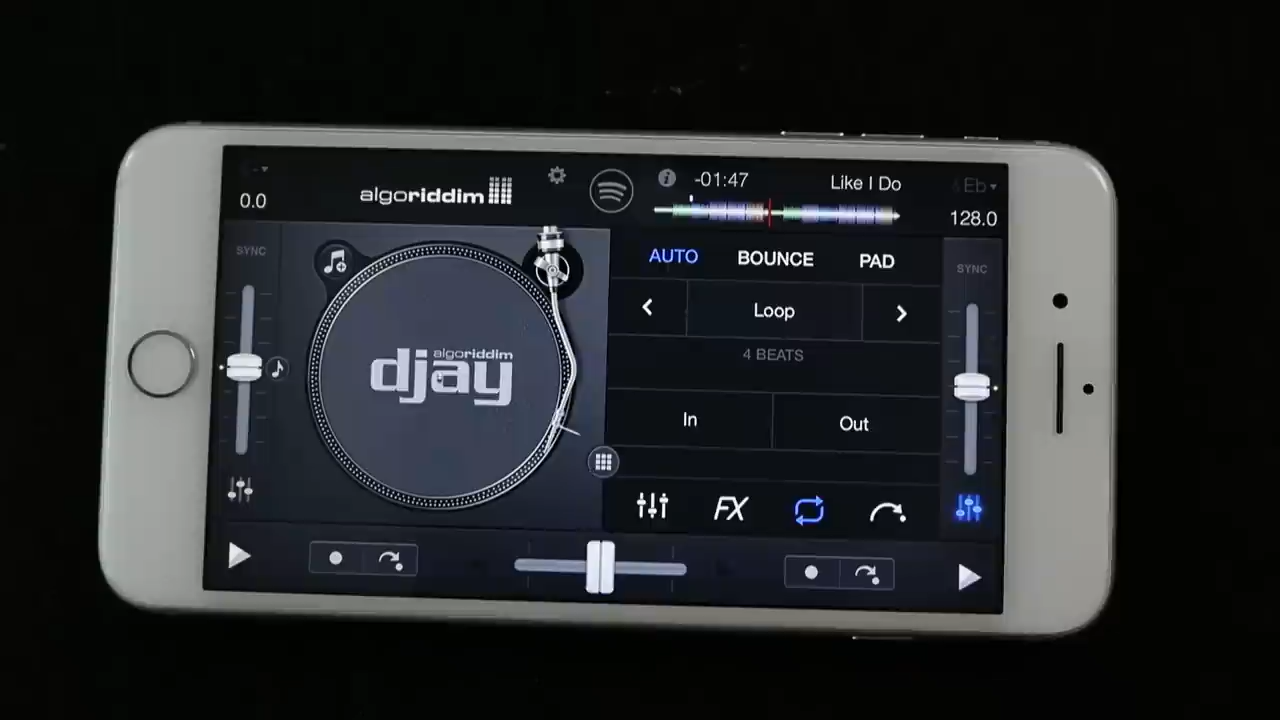 0.0
algoriddim
-01:47
Like I Do
Eb
128.0
SYNC
AUTO
BOUNCE
PAD
SYNC
Loop
4 BEATS
algoriddim
djay
In
Out
FX